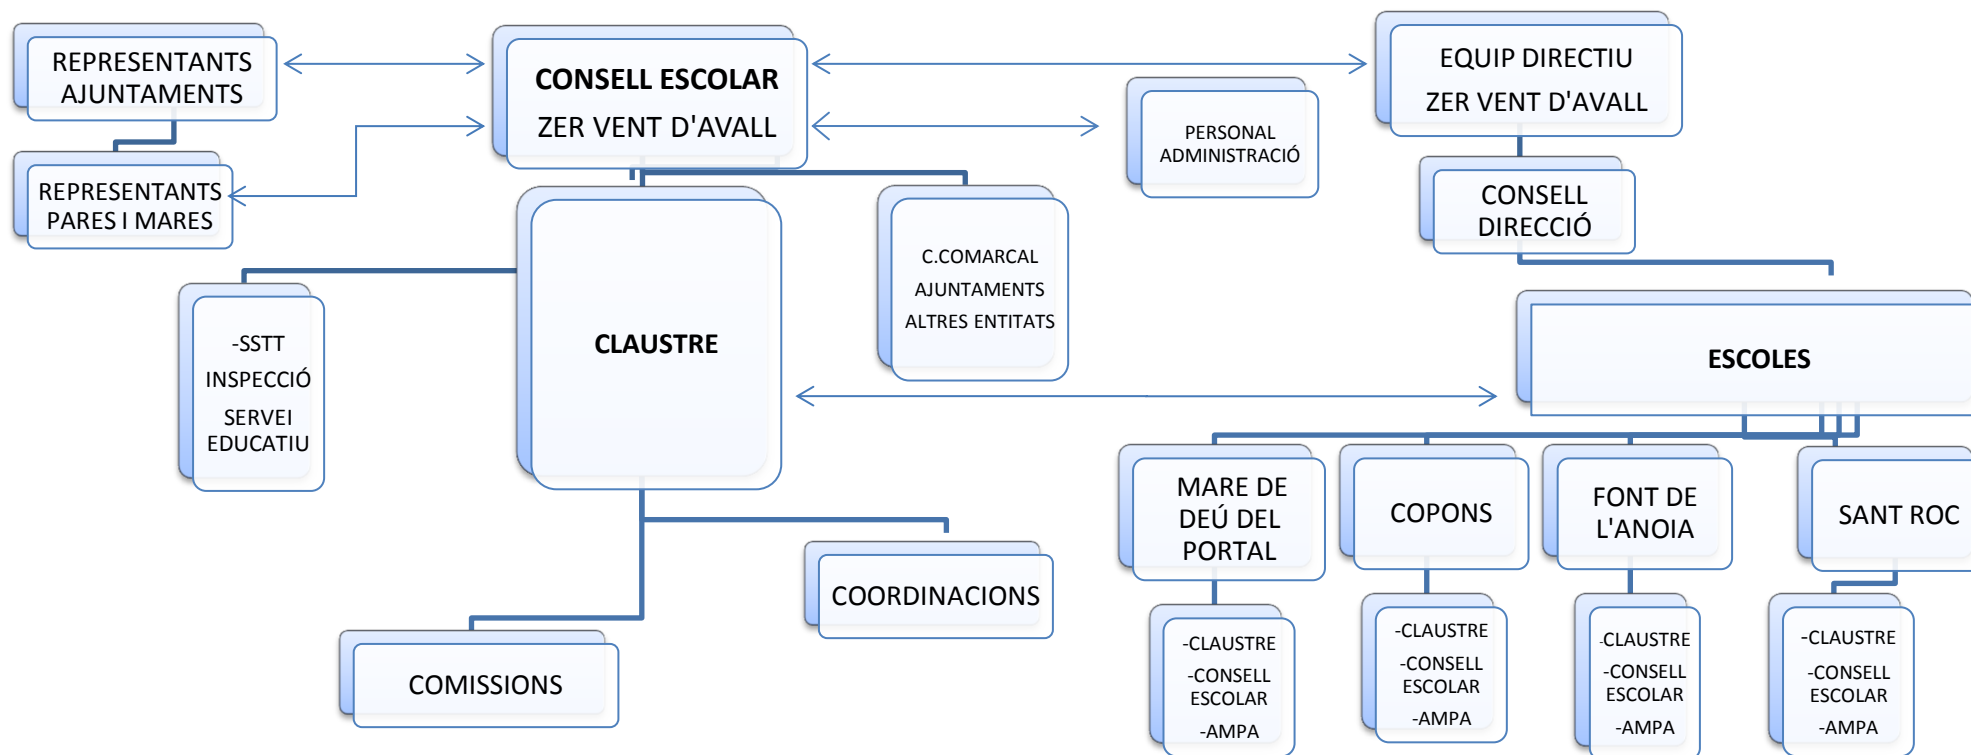 REPRESENTANTS
AJUNTAMENTS
CONSELL ESCOLAR
ZER VENT D'AVALL
EQUIP DIRECTIU
ZER VENT D'AVALL
PERSONAL
ADMINISTRACIÓ
REPRESENTANTS
PARES I MARES
CONSELL
DIRECCIÓ
C.COMARCAL
AJUNTAMENTS
ALTRES ENTITATS
-SSTT
INSPECCIÓ
SERVEI
EDUCATIU
CLAUSTRE
ESCOLES
MARE DE
DEÚ DEL
PORTAL
COPONS
FONT DE
L'ANOIA
SANT ROC
COORDINACIONS
COMISSIONS
-CLAUSTRE
-CONSELL
ESCOLAR
-AMPA
-CLAUSTRE
-CONSELL
ESCOLAR
-AMPA
-CLAUSTRE
-CONSELL
ESCOLAR
-AMPA
-CLAUSTRE
-CONSELL
ESCOLAR
-AMPA